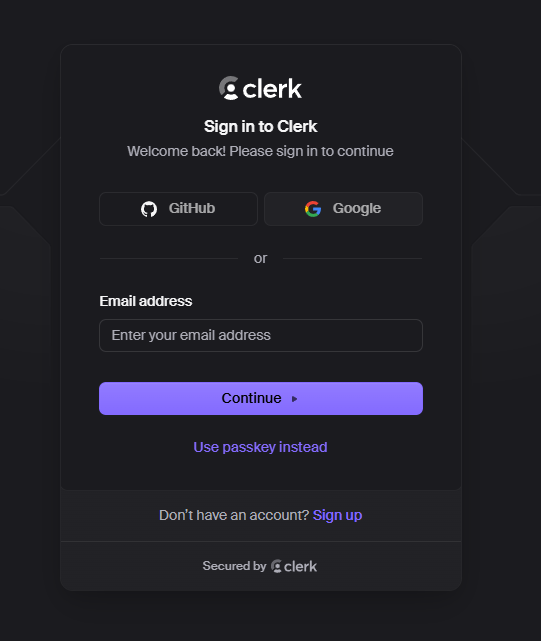 clerk
Sign in to Clerk
Welcome back! Please sign in to continue
GitHub
Google
or
Email address
Enter your email address
Continue
Use passkey instead
Don’t have an account? Sign up
Secured by clerk